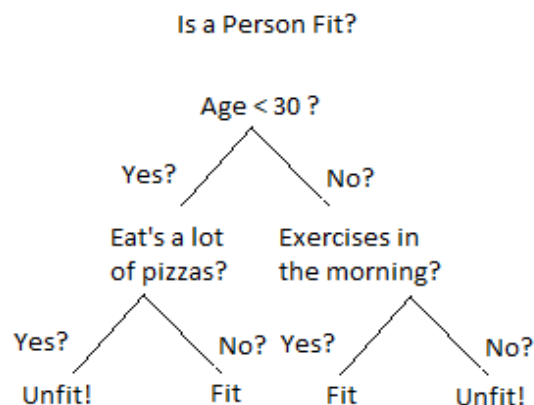 Is a Person Fit?
Age < 30 ?
Yes?
No?
Eat's a lot
of pizzas?
Exercises in
the morning?
Yes?
No?
Yes?
No?
Unfit!
Fit
Fit
Unfit!